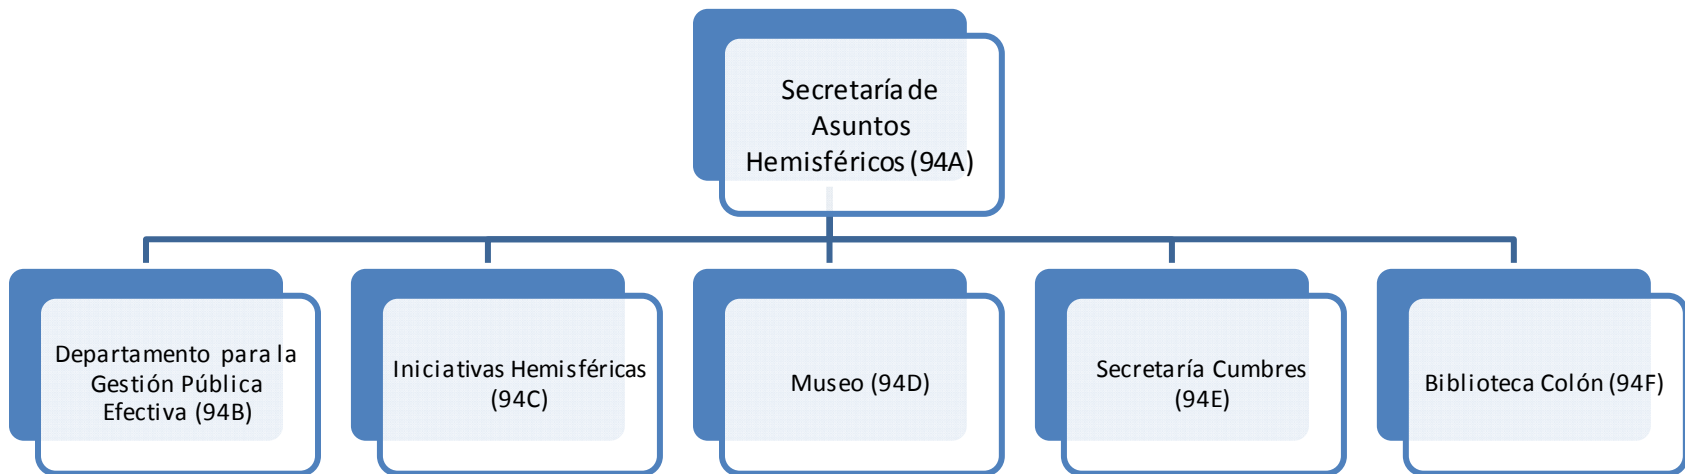 Secretaría de
Asuntos
Hemisféricos (94A)
Departamento para la
Gestión Pública
Efectiva (94B)
Iniciativas Hemisféricas
(94C)
Museo (94D)
Secretaría Cumbres
(94E)
Biblioteca Colón (94F)